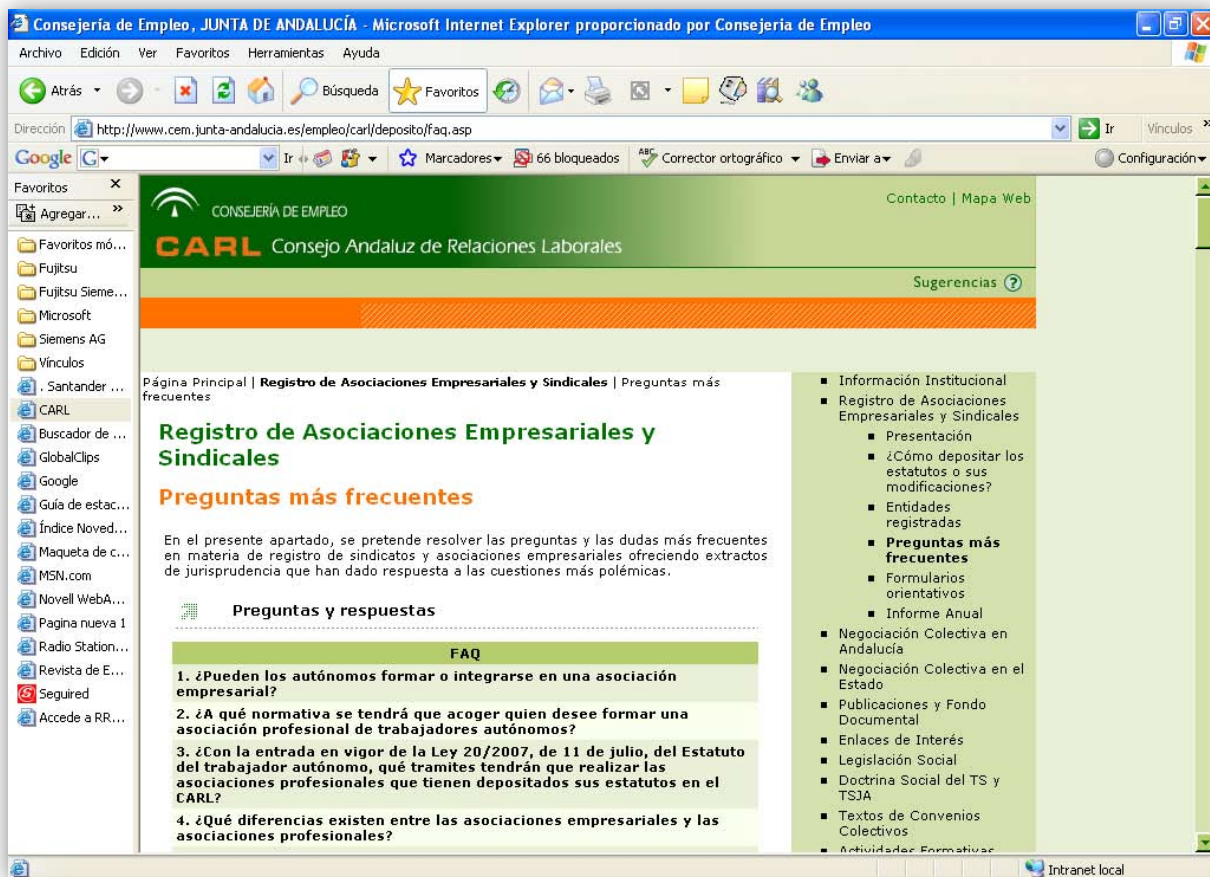 Consejería de Empleo, JUNTA DE ANDALUCÍA - Microsoft Internet Explorer proporcionado por Consejeria de Empleo
Archivo Edición Ver Favoritos Herramientas Ayuda
Atrás Búsqueda Favoritos
Dirección http://www.cem.junta-andalucia.es/empleo/carl/deposito/faq.asp Ir Vínculos »
Google G Ir Marcadores 66 bloqueados ABC Corrector ortográfico Enviar a Configuración
Favoritos X
Agregar... »
Favoritos mó...
Fujitsu
Fujitsu Sieme...
Microsoft
Siemens AG
Vínculos
. Santander ...
CARL
Buscador de ...
GlobalClips
Google
Guía de estac...
Índice Noved...
Maqueta de c...
MSN.com
Novell WebA...
Pagina nueva 1
Radio Station...
Revista de E...
Seguired
Accede a RR...
CONSEJERÍA DE EMPLEO
CARL Consejo Andaluz de Relaciones Laborales
Contacto | Mapa Web
Sugerencias ?
Página Principal | Registro de Asociaciones Empresariales y Sindicales | Preguntas más
frecuentes
Registro de Asociaciones Empresariales y
Sindicales
Preguntas más frecuentes
En el presente apartado, se pretende resolver las preguntas y las dudas más frecuentes
en materia de registro de sindicatos y asociaciones empresariales ofreciendo extractos
de jurisprudencia que han dado respuesta a las cuestiones más polémicas.
Preguntas y respuestas
FAQ
1. ¿Pueden los autónomos formar o integrarse en una asociación
empresarial?
2. ¿A qué normativa se tendrá que acoger quien desee formar una
asociación profesional de trabajadores autónomos?
3. ¿Con la entrada en vigor de la Ley 20/2007, de 11 de julio, del Estatuto
del trabajador autónomo, qué tramites tendrán que realizar las
asociaciones profesionales que tienen depositados sus estatutos en el
CARL?
4. ¿Qué diferencias existen entre las asociaciones empresariales y las
asociaciones profesionales?
Información Institucional
Registro de Asociaciones
Empresariales y Sindicales
Presentación
¿Cómo depositar los
estatutos o sus
modificaciones?
Entidades
registradas
Preguntas más
frecuentes
Formularios
orientativos
Informe Anual
Negociación Colectiva en
Andalucía
Negociación Colectiva en el
Estado
Publicaciones y Fondo
Documental
Enlaces de Interés
Legislación Social
Doctrina Social del TS y
TSJA
Textos de Convenios
Colectivos
Actividades Formativas
Intranet local